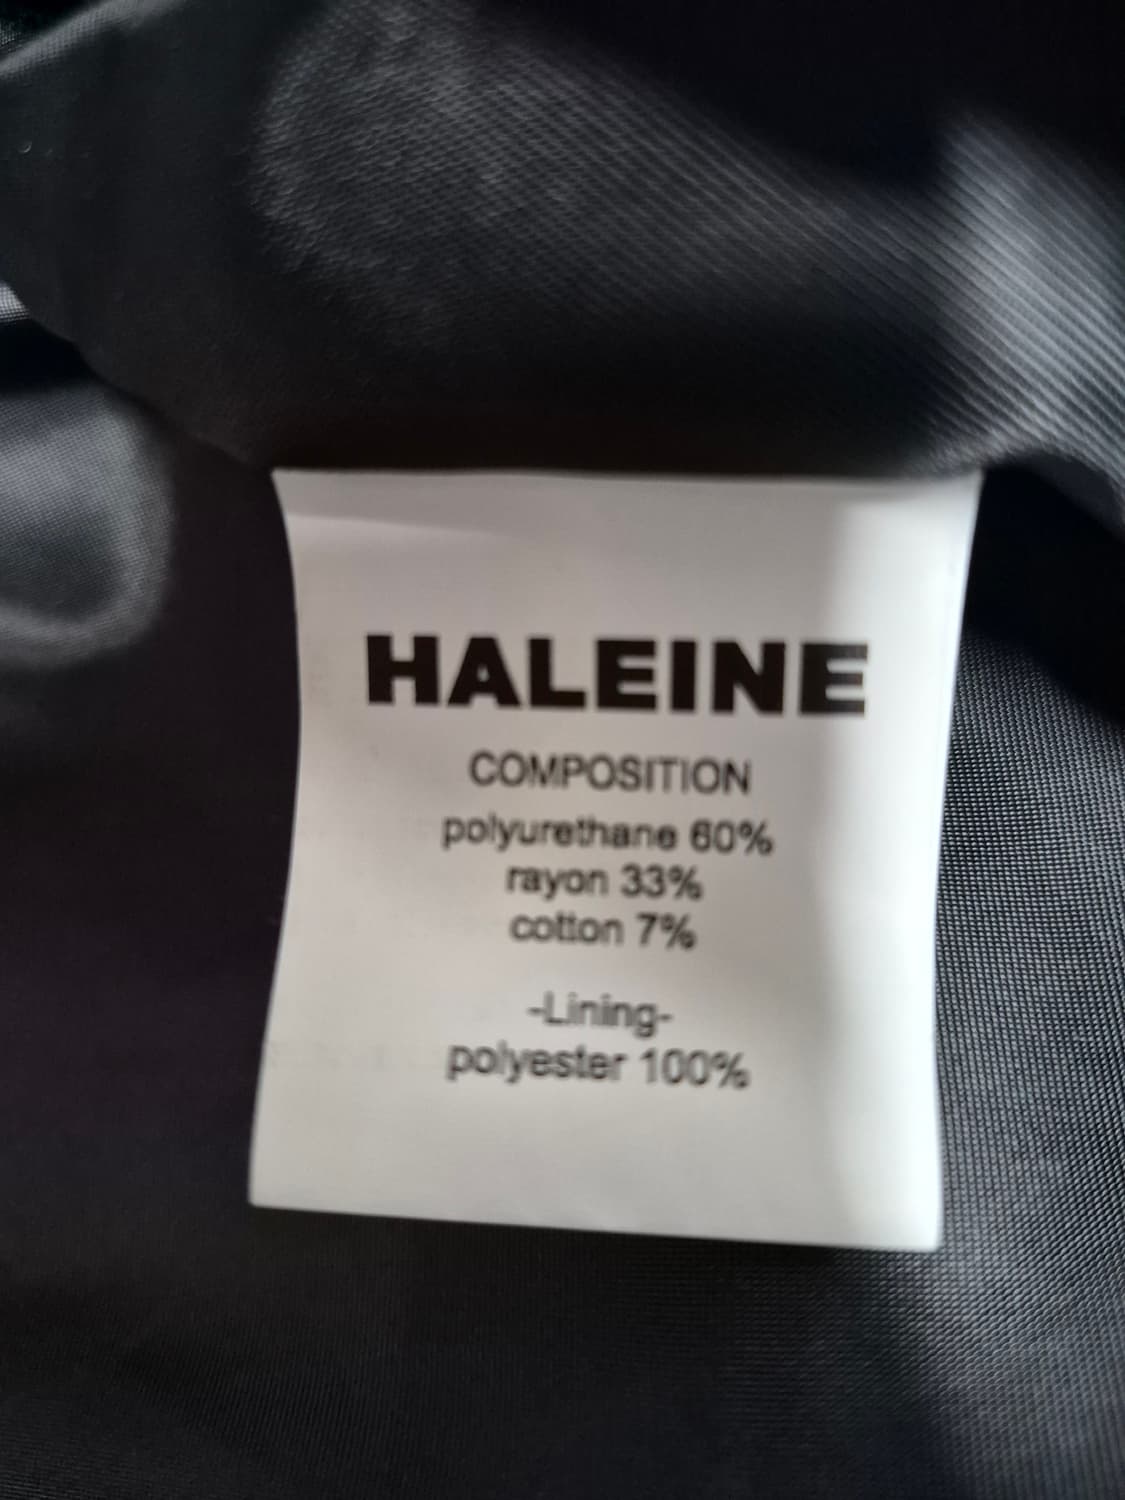 HALEINE
COMPOSITION
polyurethane 60%
rayon 33%
cotton 7%
-Lining-
polyester 100%